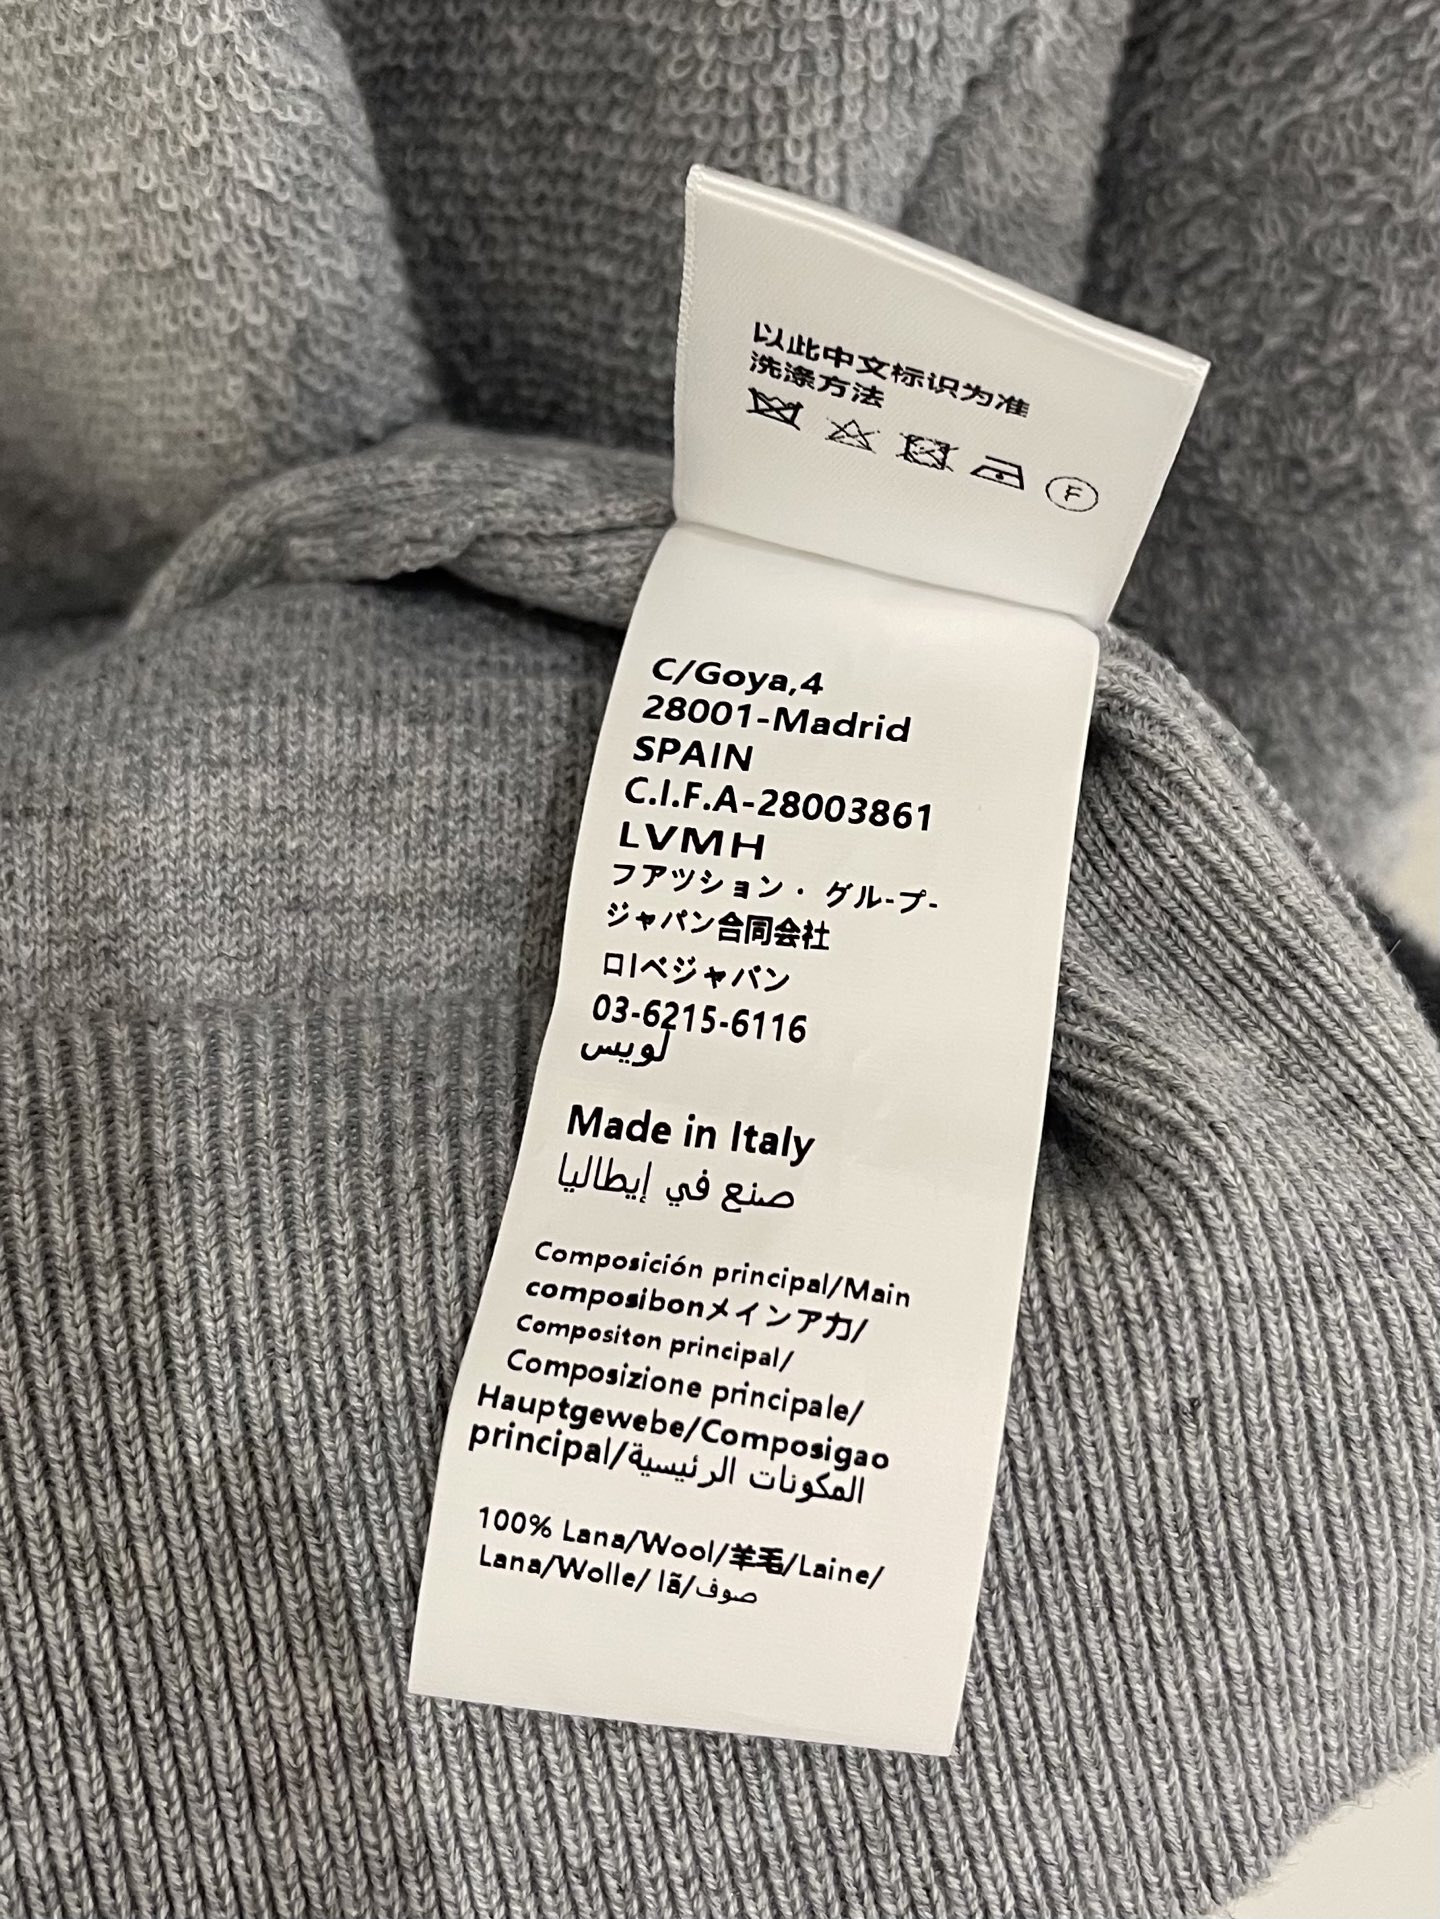 以此中文标识为准
洗涤方法
F
C/Goya,4
28001-Madrid
SPAIN
C.I.F.A-28003861
LVMH
フアツション・ グル-プ-
ジャパン合同会社
ロ|ベジャパン
03-6215-6116
لويس
Made in Italy
صنع في إيطاليا
Composición principal/Main
composibonメインアカ/
Compositon principal/
Composizione principale/
Hauptgewebe/Composigao
principal/المكونات الرئيسية
100% Lana/Wool/羊毛/Laine/
Lana/Wolle/ lã/صوف